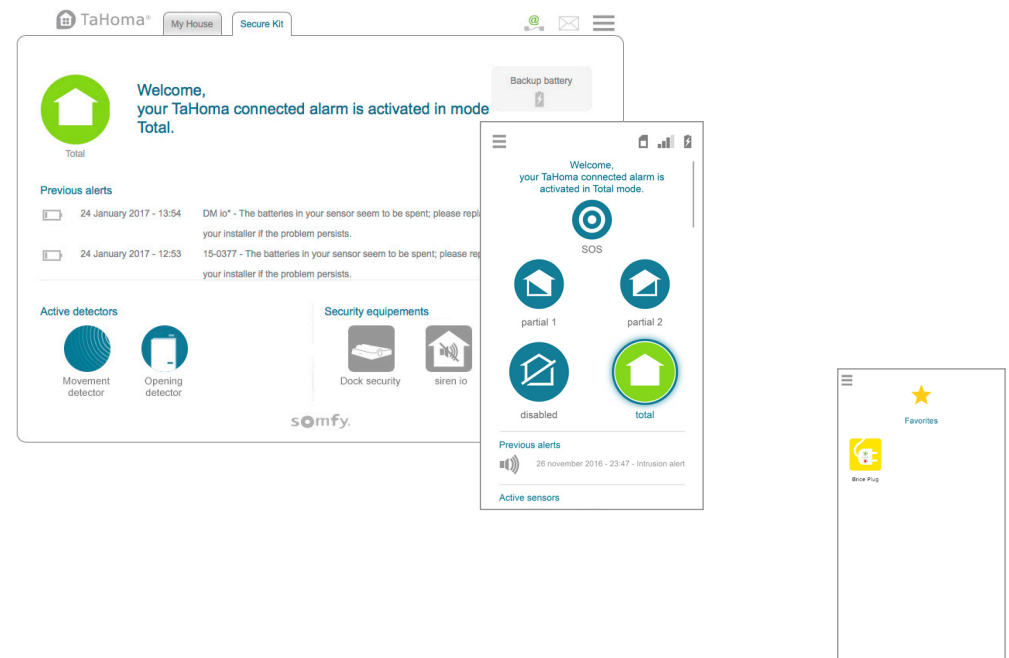 TaHoma®
My House
Secure Kit
@
Backup battery
Welcome,
your TaHoma connected alarm is activated in mode
Total.
Total
Previous alerts
24 January 2017 - 13:54
DM io* - The batteries in your sensor seem to be spent; please repl
your installer if the problem persists.
24 January 2017 - 12:53
15-0377 - The batteries in your sensor seem to be spent; please rep
your installer if the problem persists.
Active detectors
Movement
detector
Opening
detector
Security equipements
Dock security
siren io
somfy.
Welcome,
your TaHoma connected alarm is
activated in Total mode.
SOS
partial 1
partial 2
disabled
total
Previous alerts
26 november 2016 - 23:47 - Intrusion alert
Active sensors
Favorites
Brice Plug